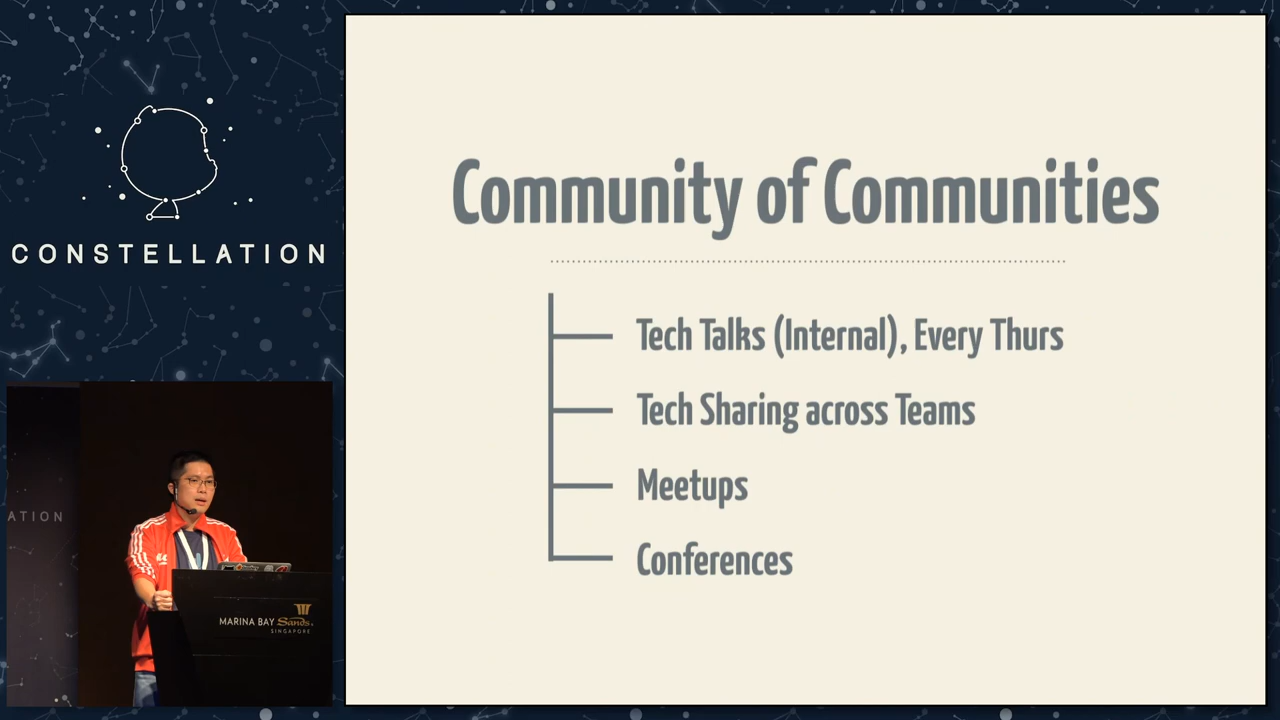 CONSTELLATION
Community of Communities
Tech Talks (Internal), Every Thurs
Tech Sharing across Teams
Meetups
Conferences
ATION
MARINA BAY Sands.
SINGAPORE